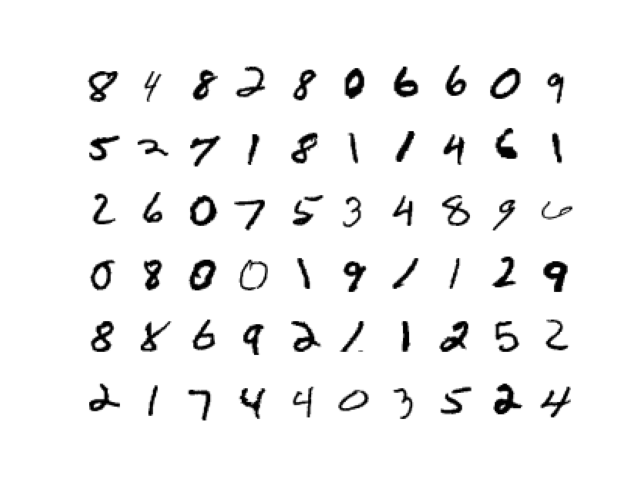 8 4 8 2 8 0 6 6 0 9
5 2 7 1 8 1 1 4 6 1
2 6 0 7 5 3 4 8 9 6
0 8 0 0 1 9 1 1 2 9
8 8 6 9 2 1 1 2 5 2
2 1 7 4 4 0 3 5 2 4